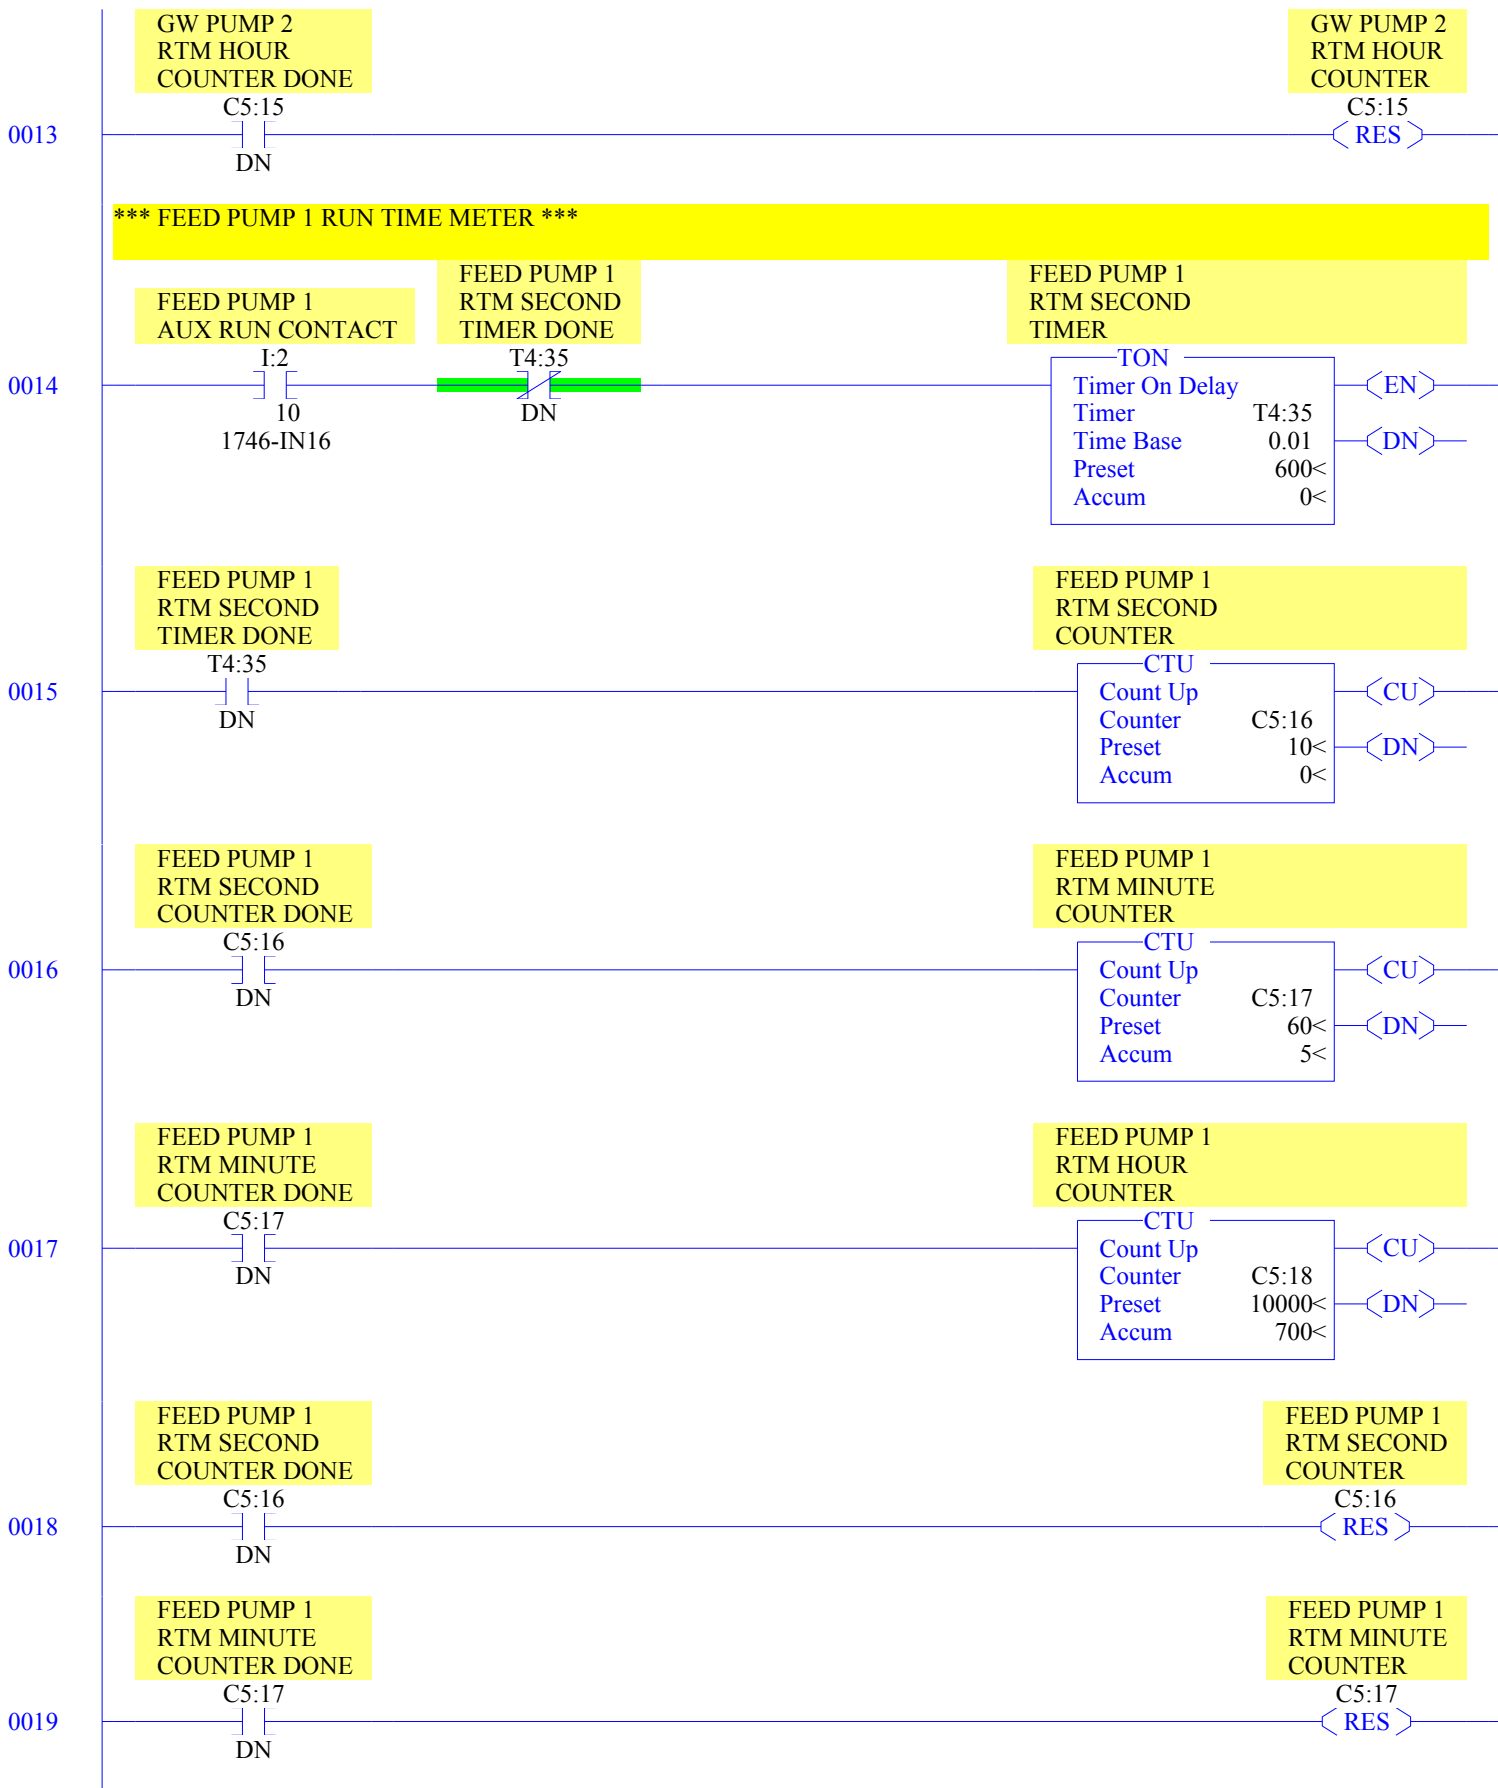 GW PUMP 2
RTM HOUR
COUNTER DONE
C5:15
DN
0013
GW PUMP 2
RTM HOUR
COUNTER
C5:15
RES
*** FEED PUMP 1 RUN TIME METER ***
FEED PUMP 1
AUX RUN CONTACT
I:2
10
1746-IN16
0014
FEED PUMP 1
RTM SECOND
TIMER DONE
T4:35
DN
FEED PUMP 1
RTM SECOND
TIMER
TON
Timer On Delay
Timer T4:35
Time Base 0.01
Preset 600<
Accum 0<
EN
DN
FEED PUMP 1
RTM SECOND
TIMER DONE
T4:35
DN
0015
FEED PUMP 1
RTM SECOND
COUNTER
CTU
Count Up
Counter C5:16
Preset 10<
Accum 0<
CU
DN
FEED PUMP 1
RTM SECOND
COUNTER DONE
C5:16
DN
0016
FEED PUMP 1
RTM MINUTE
COUNTER
CTU
Count Up
Counter C5:17
Preset 60<
Accum 5<
CU
DN
FEED PUMP 1
RTM MINUTE
COUNTER DONE
C5:17
DN
0017
FEED PUMP 1
RTM HOUR
COUNTER
CTU
Count Up
Counter C5:18
Preset 10000<
Accum 700<
CU
DN
FEED PUMP 1
RTM SECOND
COUNTER DONE
C5:16
DN
0018
FEED PUMP 1
RTM SECOND
COUNTER
C5:16
RES
FEED PUMP 1
RTM MINUTE
COUNTER DONE
C5:17
DN
0019
FEED PUMP 1
RTM MINUTE
COUNTER
C5:17
RES